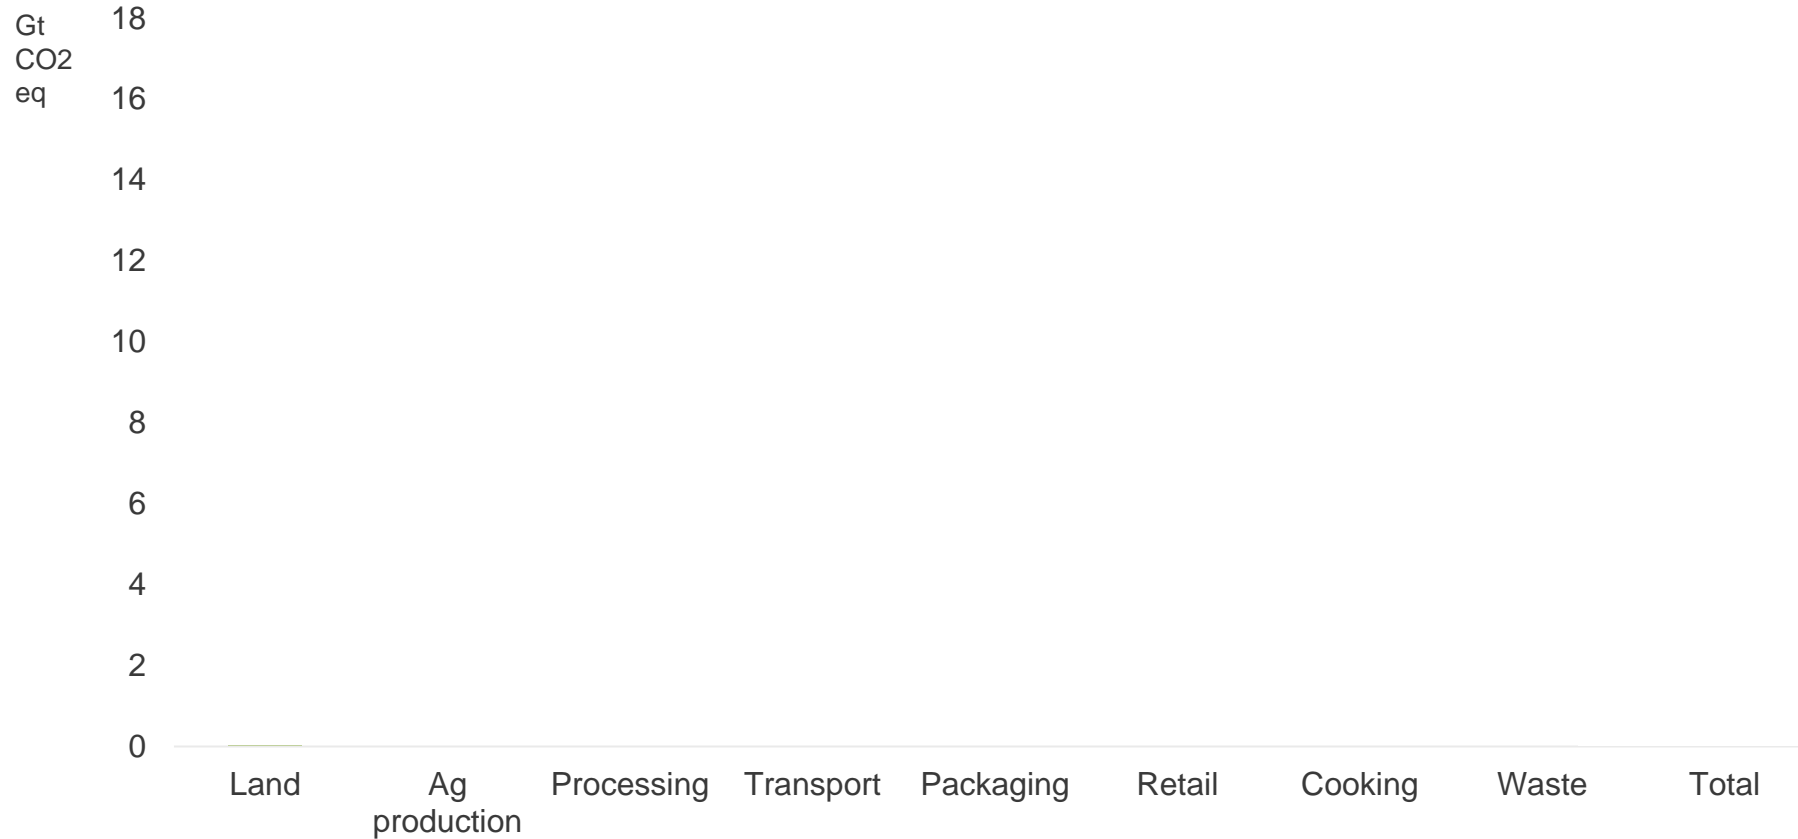 Gt
CO2
eq
18
16
14
12
10
8
6
4
2
0
Land Ag Processing Transport Packaging Retail Cooking Waste Total
production